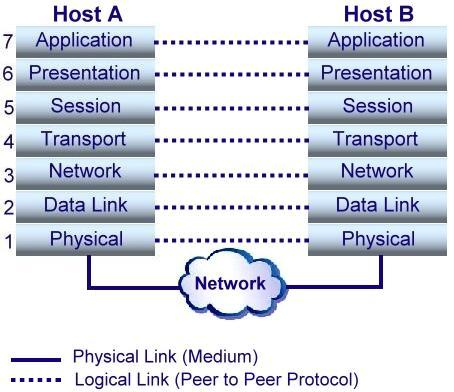 Host A Host B
7 Application Application
6 Presentation Presentation
5 Session Session
4 Transport Transport
3 Network Network
2 Data Link Data Link
1 Physical Physical
Network
Physical Link (Medium)
Logical Link (Peer to Peer Protocol)